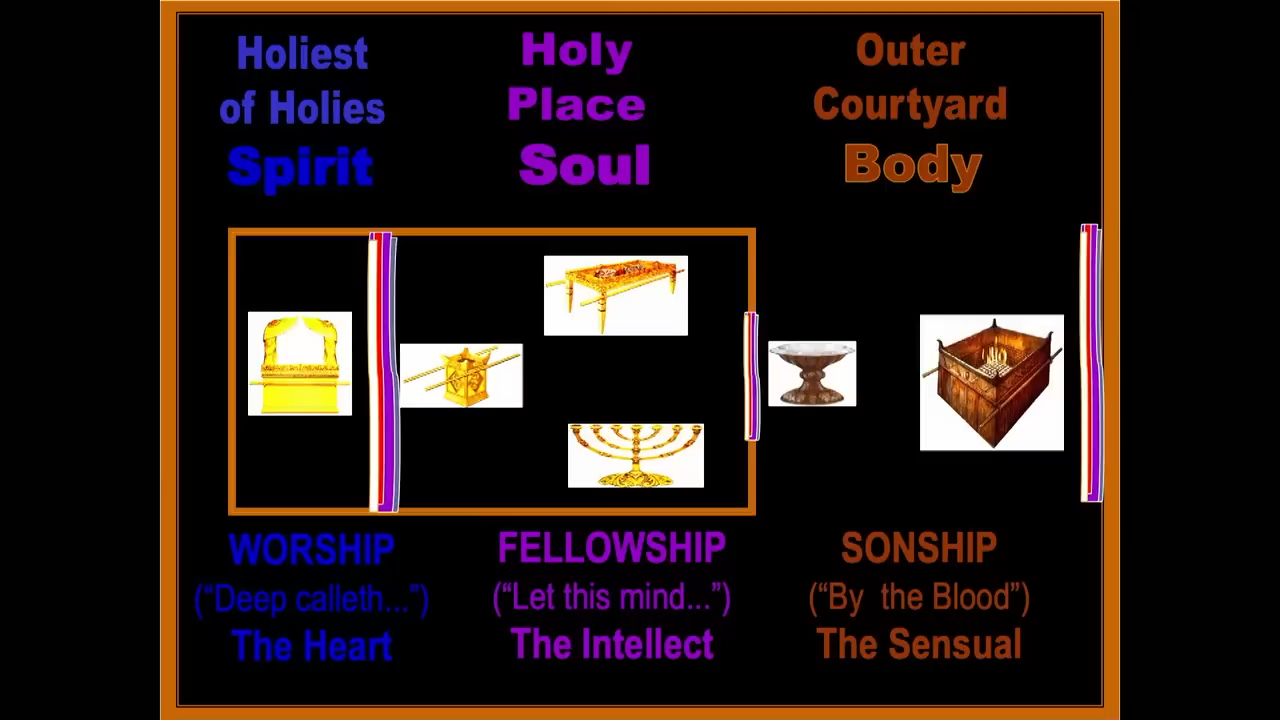 Holiest
of Holies
Spirit
Holy
Place
Soul
Outer
Courtyard
Body
WORSHIP
(“Deep calleth...”)
The Heart
FELLOWSHIP
(“Let this mind...”)
The Intellect
SONSHIP
(“By  the Blood”)
The Sensual